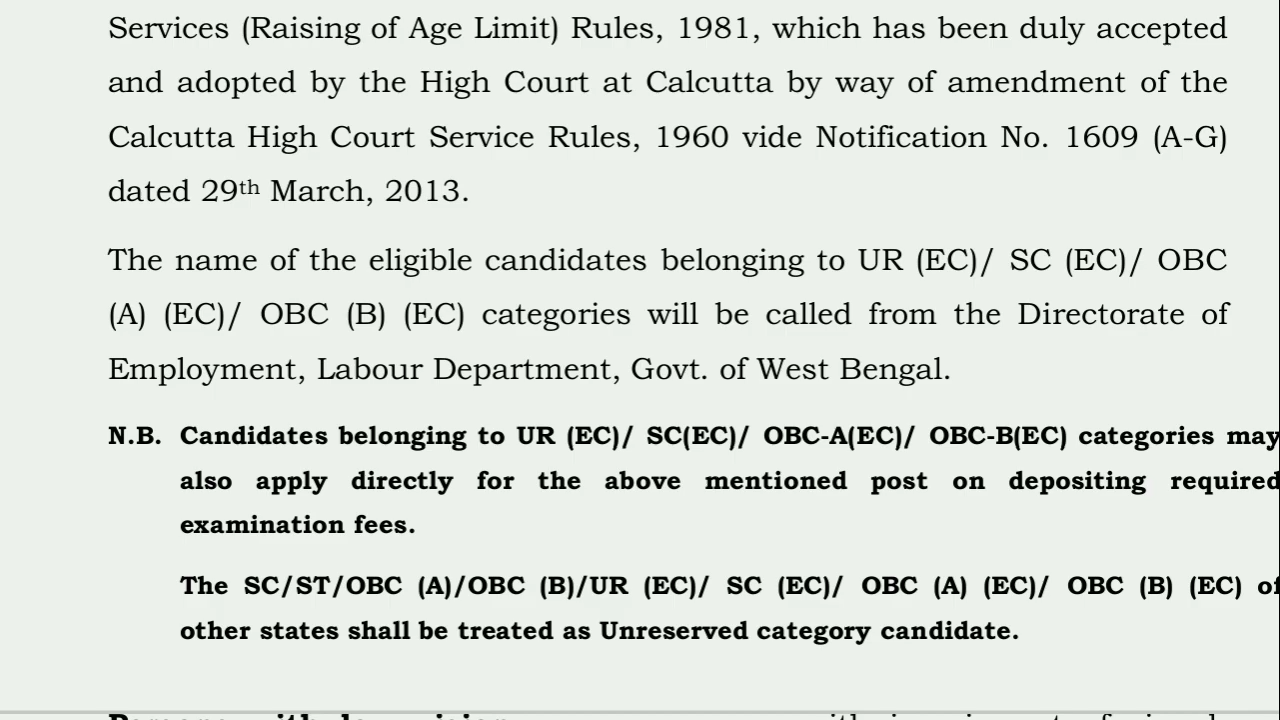 Services (Raising of Age Limit) Rules, 1981, which has been duly accepted
and adopted by the High Court at Calcutta by way of amendment of the
Calcutta High Court Service Rules, 1960 vide Notification No. 1609 (A-G)
dated 29th March, 2013.
The name of the eligible candidates belonging to UR (EC)/ SC (EC)/ OBC
(A) (EC)/ OBC (B) (EC) categories will be called from the Directorate of
Employment, Labour Department, Govt. of West Bengal.
N.B. Candidates belonging to UR (EC)/ SC(EC)/ OBC-A(EC)/ OBC-B(EC) categories may
also apply directly for the above mentioned post on depositing required
examination fees.
The SC/ST/OBC (A)/OBC (B)/UR (EC)/ SC (EC)/ OBC (A) (EC)/ OBC (B) (EC) of
other states shall be treated as Unreserved category candidate.